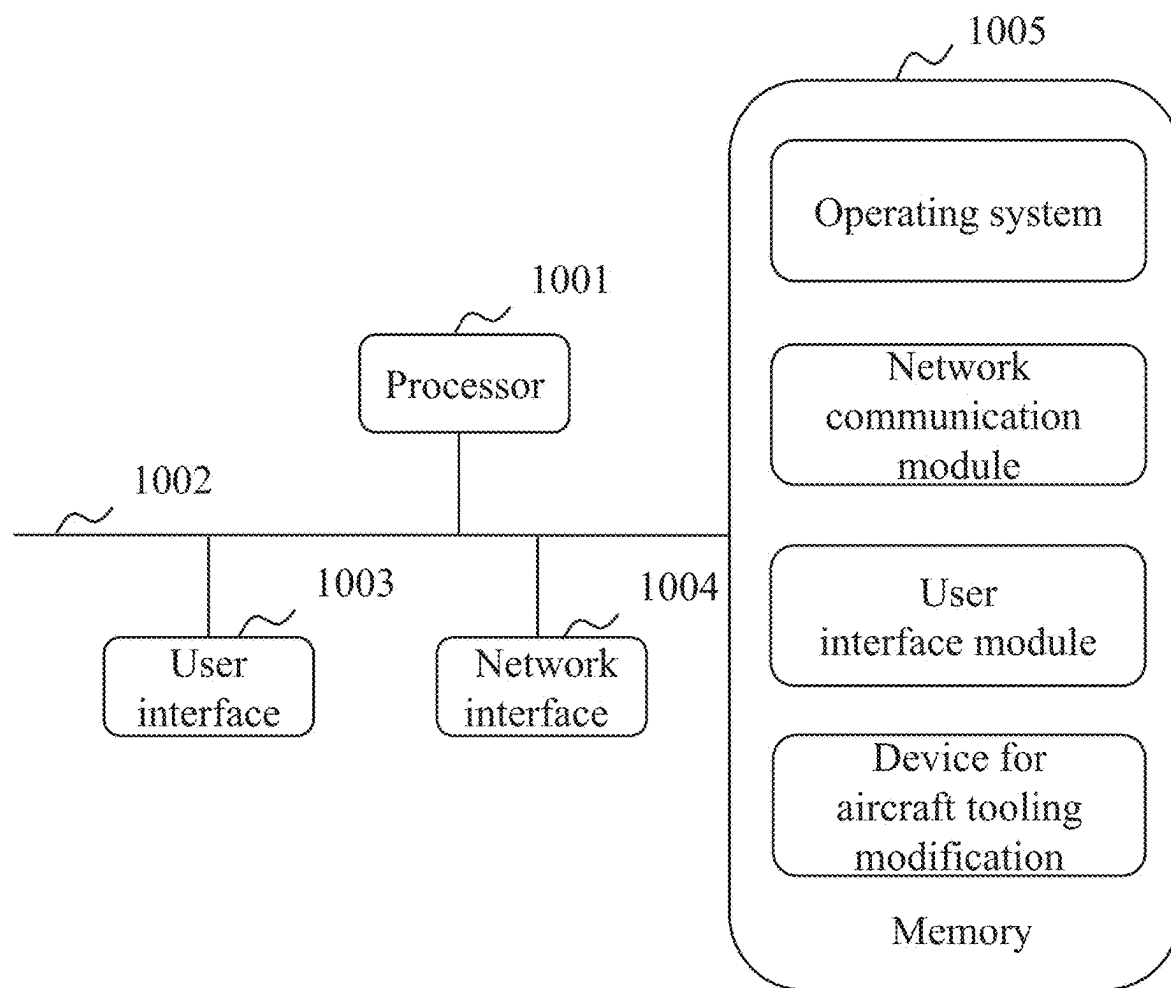 1005
Operating system
1001
Processor
Network
communication
module
1002
1003
1004
User
interface
Network
interface
User
interface module
Device for
aircraft tooling
modification
Memory